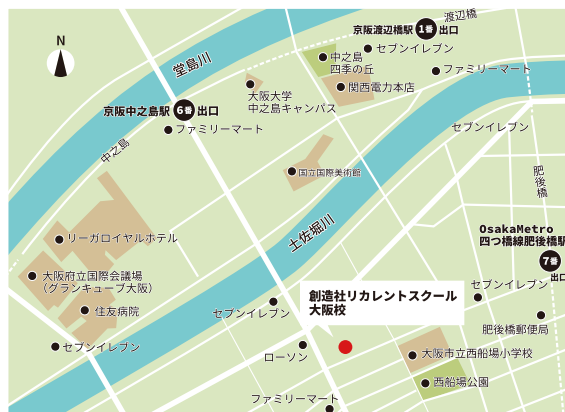 渡辺橋
京阪渡辺橋駅 1番 出口
N
セブンイレブン
中之島
四季の丘
堂島川
ファミリーマート
関西電力本店
大阪大学
中之島キャンパス
京阪中之島駅 6番 出口
ファミリーマート
セブンイレブン
中之島
国立国際美術館
肥後橋
OsakaMetro
四つ橋線肥後橋駅
7番
出口
土佐堀川
リーガロイヤルホテル
大阪府立国際会議場
（グランキューブ大阪）
セブンイレブン
創造社リカレントスクール
大阪校
住友病院
セブンイレブン
肥後橋郵便局
セブンイレブン
ローソン
大阪市立西船場小学校
西船場公園
ファミリーマート